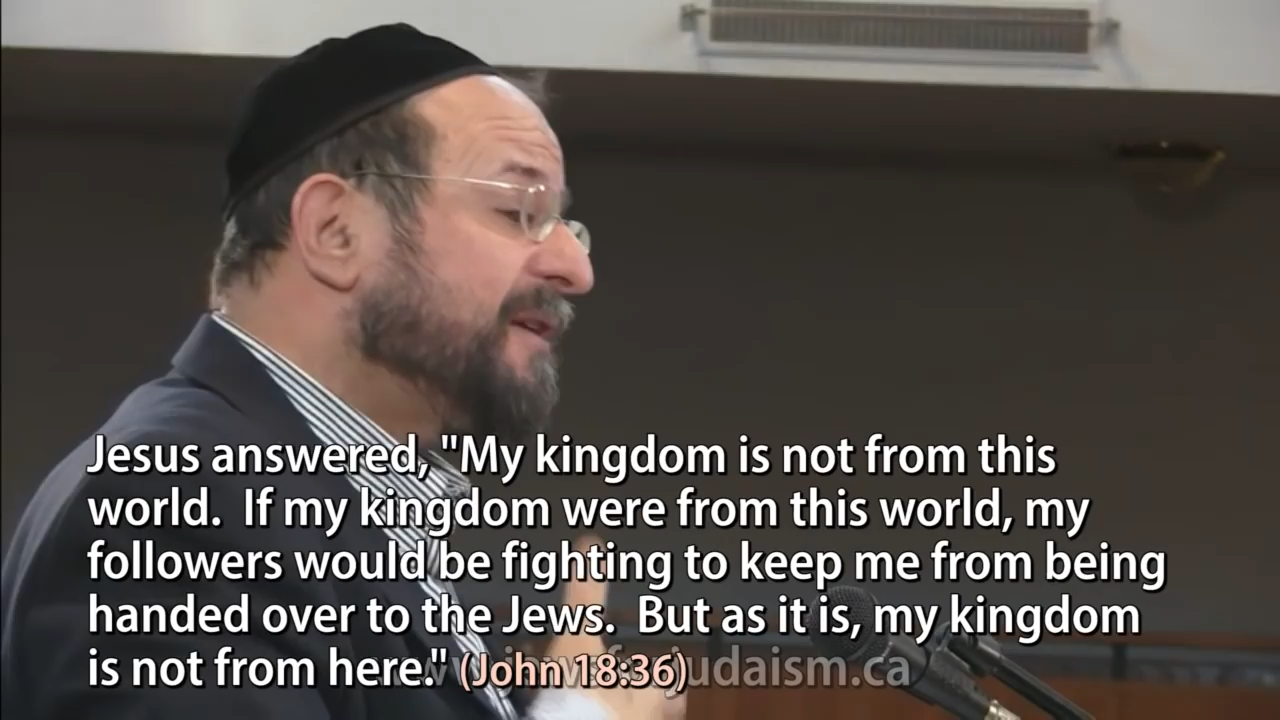 Jesus answered, "My kingdom is not from this
world.  If my kingdom were from this world, my
followers would be fighting to keep me from being
handed over to the Jews.  But as it is, my kingdom
is not from here." (John 18:36)
judaism.ca